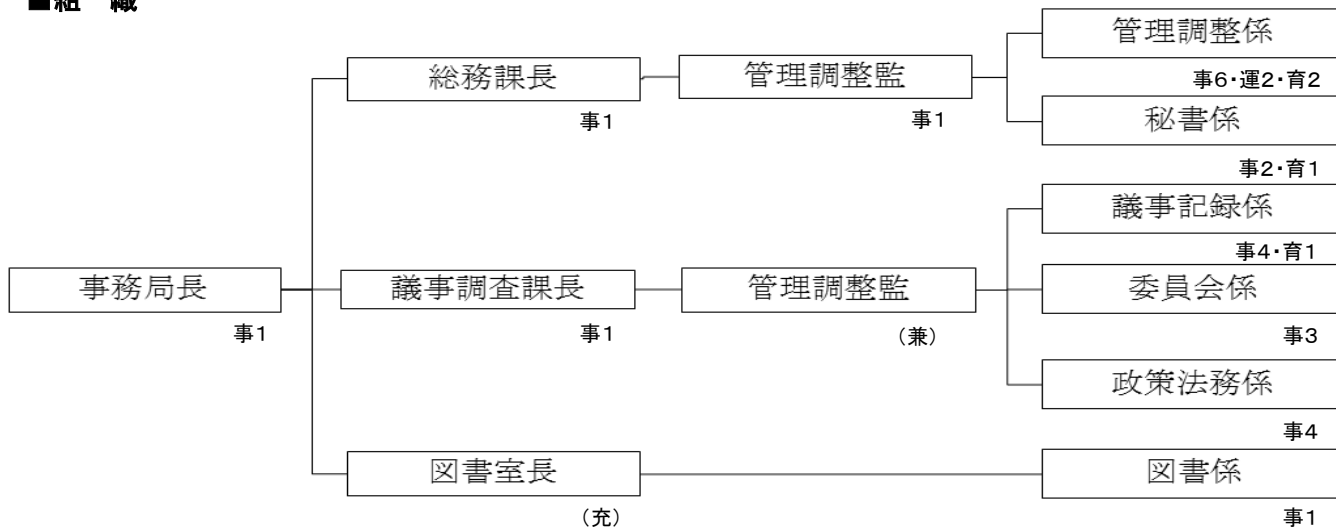 ■組　織
管理調整係
総務課長
管理調整監
事6・運2・育2
事1
事1
秘書係
事2・育1
議事記録係
事4・育1
事務局長
議事調査課長
管理調整監
委員会係
事1
事1
（兼）
事3
政策法務係
事4
図書室長
図書係
（充）
事1